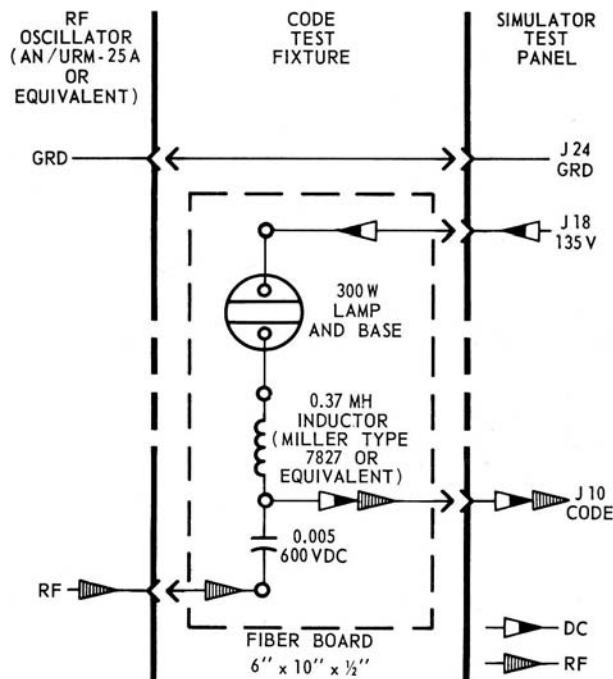 RF
OSCILLATOR
(AN/URM-25A
OR
EQUIVALENT)
CODE
TEST
FIXTURE
SIMULATOR
TEST
PANEL
GRD
J 24
GRD
J 18
135 V
300 W
LAMP
AND BASE
0.37 MH
INDUCTOR
(MILLER TYPE
7827 OR
EQUIVALENT)
J 10
CODE
0.005
600 VDC
RF
FIBER BOARD
6" x 10" x ½"
DC
RF